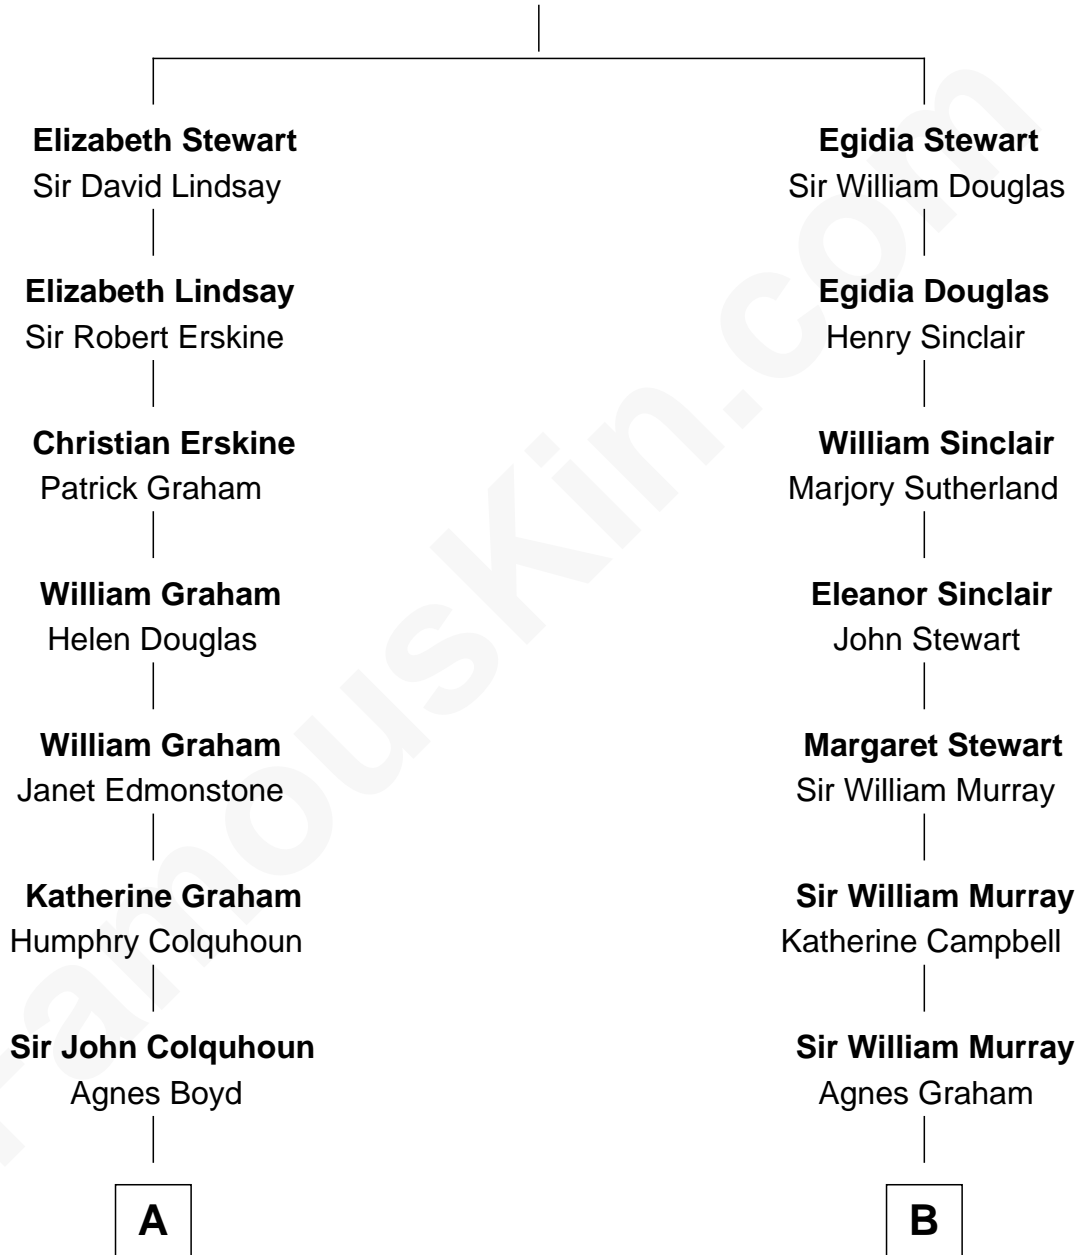 Elizabeth Stewart
Sir David Lindsay
Elizabeth Lindsay
Sir Robert Erskine
Christian Erskine
Patrick Graham
William Graham
Helen Douglas
William Graham
Janet Edmonstone
Katherine Graham
Humphry Colquhoun
Sir John Colquhoun
Agnes Boyd
A
Egidia Stewart
Sir William Douglas
Egidia Douglas
Henry Sinclair
William Sinclair
Marjory Sutherland
Eleanor Sinclair
John Stewart
Margaret Stewart
Sir William Murray
Sir William Murray
Katherine Campbell
Sir William Murray
Agnes Graham
B
FamousKin.com